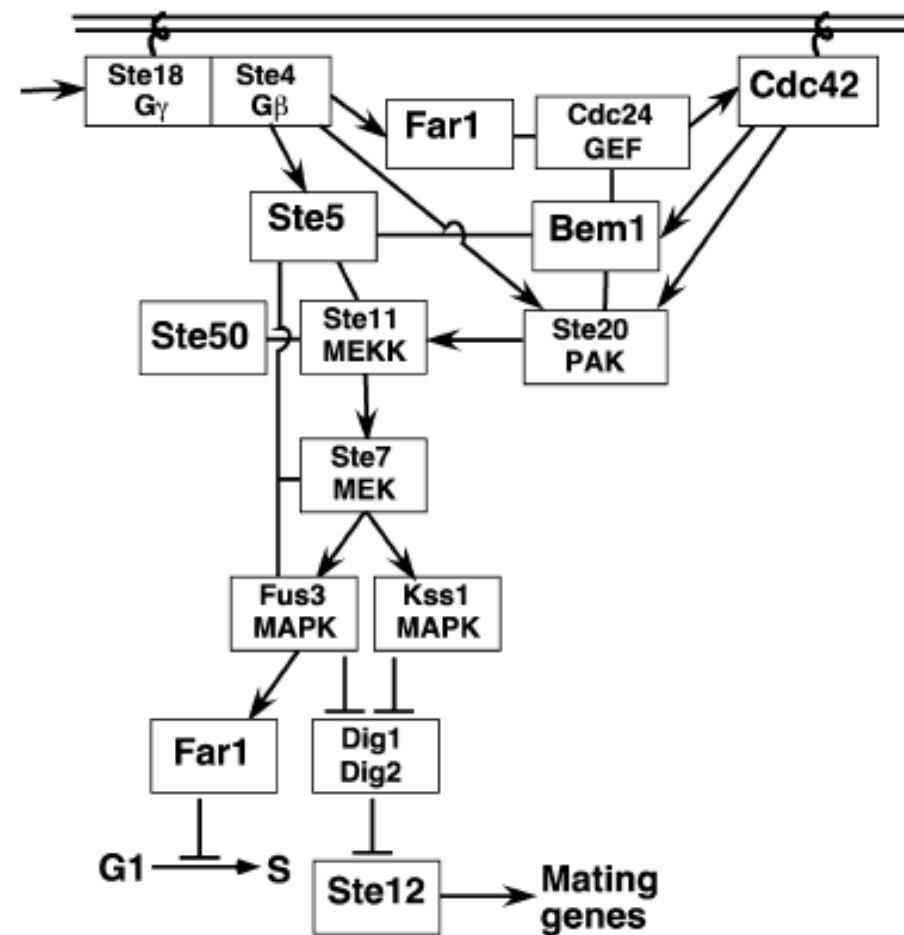 Ste18
Gγ
Ste4
Gβ
Far1
Cdc24
GEF
Cdc42
Ste5
Bem1
Ste50
Ste11
MEKK
Ste20
PAK
Ste7
MEK
Fus3
MAPK
Kss1
MAPK
Far1
Dig1
Dig2
G1
S
Ste12
Mating
genes